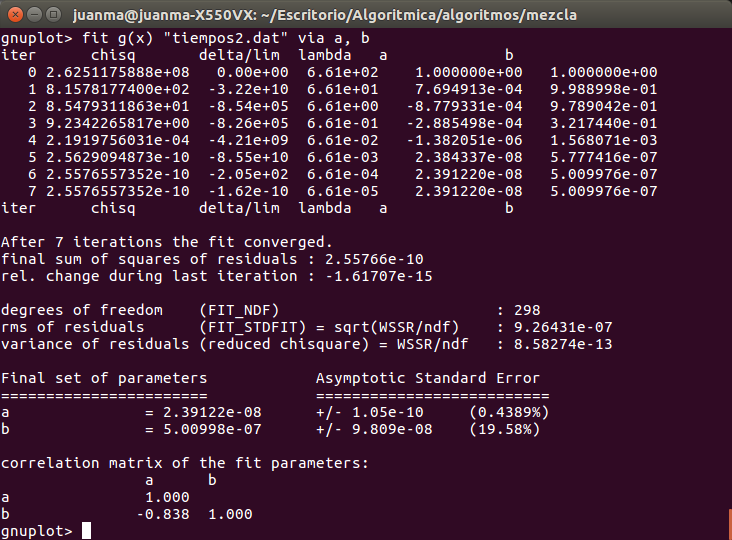 juanma@juanma-X550VX: ~/Escritorio/Algoritmica/algoritmos/mezcla
gnuplot> fit g(x) "tiempos2.dat" via a, b
iter      chisq       delta/lim  lambda   a             b
   0 2.6251175888e+08   0.00e+00  6.61e+02    1.000000e+00   1.000000e+00
   1 8.1578177400e+02  -3.22e+10  6.61e+01    7.694913e-04   9.988998e-01
   2 8.5479311863e+01  -8.54e+05  6.61e+00   -8.779331e-04   9.789042e-01
   3 9.2342265817e+00  -8.26e+05  6.61e-01   -2.885498e-04   3.217440e-01
   4 2.1919756031e-04  -4.21e+09  6.61e-02   -1.382051e-06   1.568071e-03
   5 2.5629094873e-10  -8.55e+10  6.61e-03    2.384337e-08   5.777416e-07
   6 2.5576557352e-10  -2.05e+02  6.61e-04    2.391220e-08   5.009976e-07
   7 2.5576557352e-10  -1.62e-10  6.61e-05    2.391220e-08   5.009976e-07
iter      chisq       delta/lim  lambda   a             b
After 7 iterations the fit converged.
final sum of squares of residuals : 2.55766e-10
rel. change during last iteration : -1.61707e-15
degrees of freedom    (FIT_NDF)                        : 298
rms of residuals      (FIT_STDFIT) = sqrt(WSSR/ndf)    : 9.26431e-07
variance of residuals (reduced chisquare) = WSSR/ndf   : 8.58274e-13
Final set of parameters            Asymptotic Standard Error
=======================            ==========================
a               = 2.39122e-08      +/- 1.05e-10     (0.4389%)
b               = 5.00998e-07      +/- 9.809e-08    (19.58%)
correlation matrix of the fit parameters:
                a      b
a               1.000
b              -0.838  1.000
gnuplot>